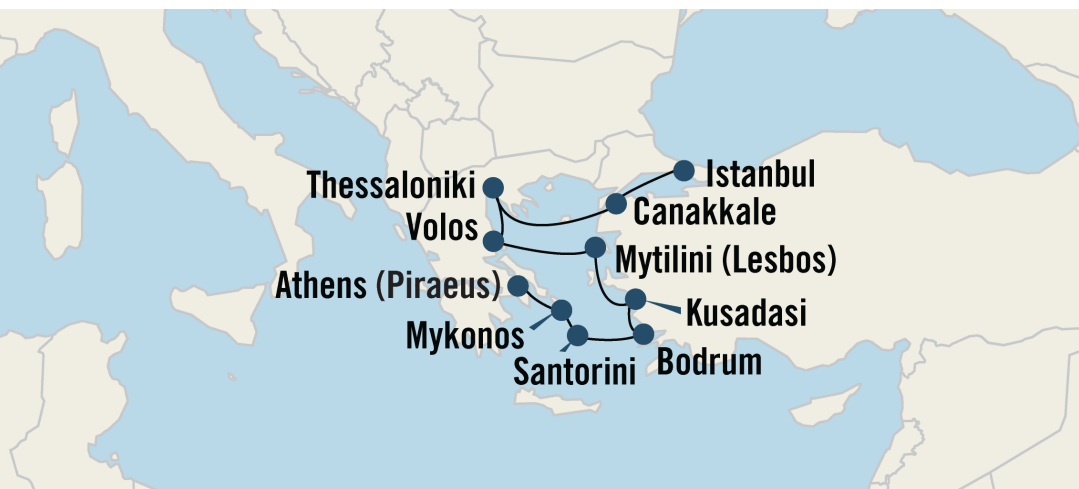 Istanbul
Thessaloniki
Canakkale
Volos
Mytilini (Lesbos)
Athens (Piraeus)
Kusadasi
Mykonos
Bodrum
Santorini